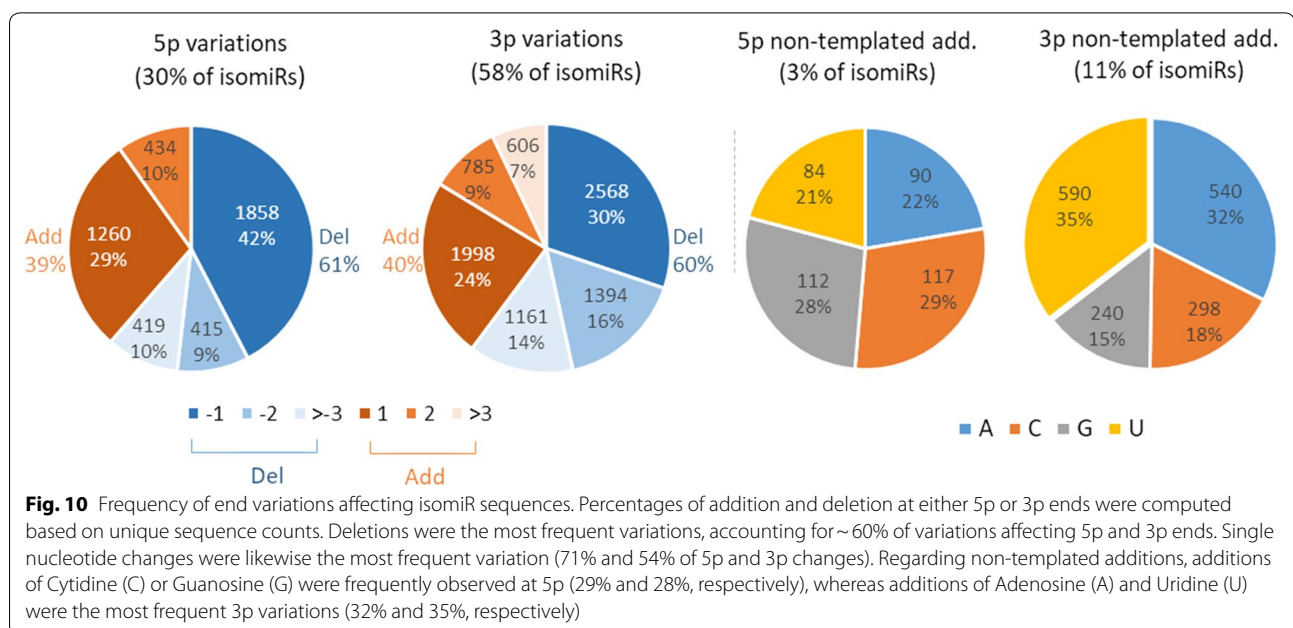 5p variations
(30% of isomiRs)
3p variations
(58% of isomiRs)
5p non-templated add.
(3% of isomiRs)
3p non-templated add.
(11% of isomiRs)
434
10%
1858
42%
Add
39%
1260
29%
Del
61%
419
10%
415
9%
606
7%
785
9%
2568
30%
Add
40%
1998
24%
Del
60%
1161
14%
1394
16%
84
21%
90
22%
112
28%
117
29%
590
35%
540
32%
240
15%
298
18%
-1 -2 >-3 1 2 >3
Del Add
A C G U
Fig. 10 Frequency of end variations affecting isomiR sequences. Percentages of addition and deletion at either 5p or 3p ends were computed
based on unique sequence counts. Deletions were the most frequent variations, accounting for ~ 60% of variations affecting 5p and 3p ends. Single
nucleotide changes were likewise the most frequent variation (71% and 54% of 5p and 3p changes). Regarding non-templated additions, additions
of Cytidine (C) or Guanosine (G) were frequently observed at 5p (29% and 28%, respectively), whereas additions of Adenosine (A) and Uridine (U)
were the most frequent 3p variations (32% and 35%, respectively)